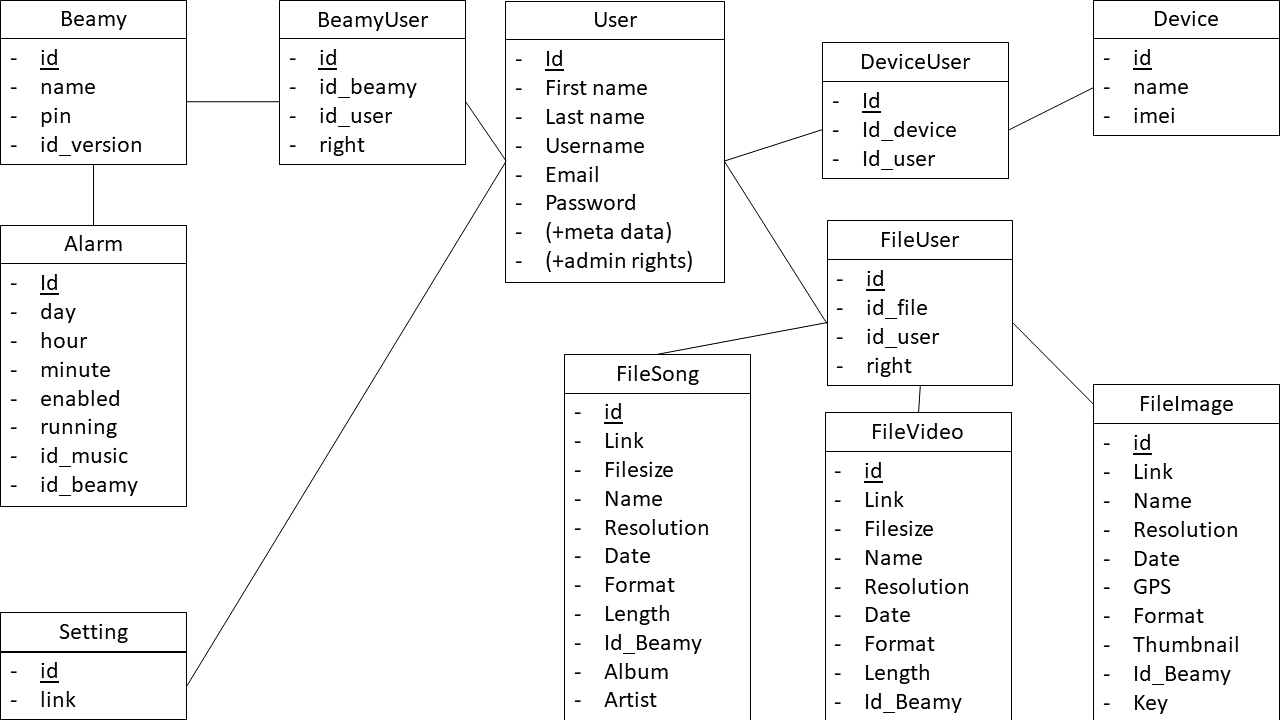 Beamy
- id
- name
- pin
- id_version
BeamyUser
- id
- id_beamy
- id_user
- right
User
- Id
- First name
- Last name
- Username
- Email
- Password
- (+meta data)
- (+admin rights)
DeviceUser
- Id
- Id_device
- Id_user
Device
- id
- name
- imei
Alarm
- Id
- day
- hour
- minute
- enabled
- running
- id_music
- id_beamy
FileUser
- id
- id_file
- id_user
- right
FileSong
- id
- Link
- Filesize
- Name
- Resolution
- Date
- Format
- Length
- Id_Beamy
- Album
- Artist
FileVideo
- id
- Link
- Filesize
- Name
- Resolution
- Date
- Format
- Length
- Id_Beamy
FileImage
- id
- Link
- Name
- Resolution
- Date
- GPS
- Format
- Thumbnail
- Id_Beamy
- Key
Setting
- id
- link